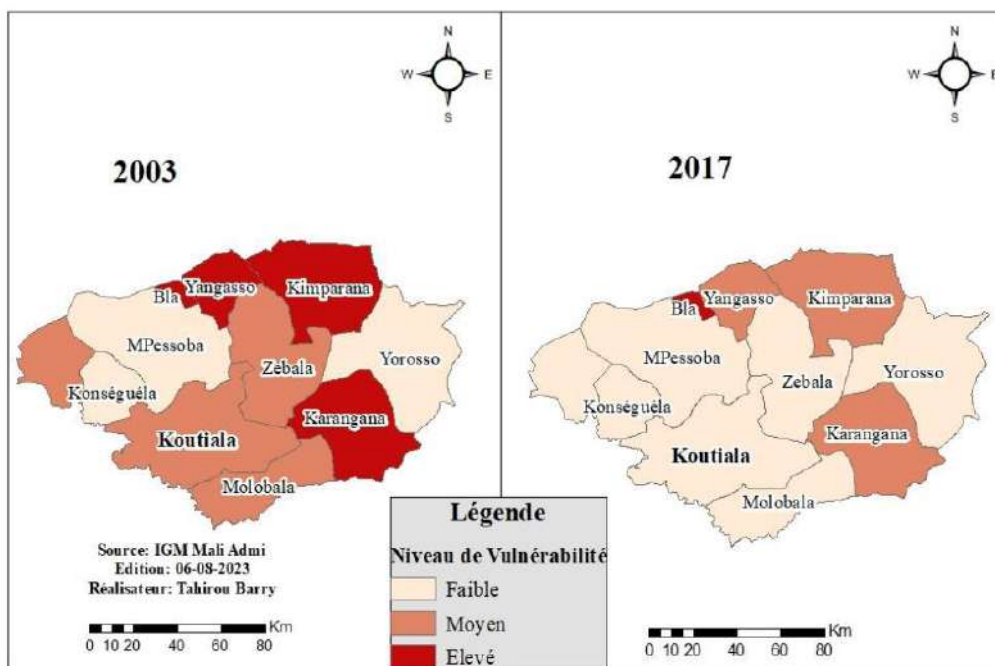 N
W E
S
2003
Bla
Yangasso
Kimparana
MPessoba
Zébala
Yorosso
Konséguéla
Karangana
Koutiala
Molobala
Source: IGM Mali Admi
Edition: 06-08-2023
Réalisateur: Tahirou Barry
Km
0 10 20 40 60 80
N
W E
S
2017
Bla
Yangasso
Kimparana
MPessoba
Zebala
Yorosso
Konséguéla
Karangana
Koutiala
Molobala
Légende
Niveau de Vulnérabilité
Faible
Moyen
Elevé
Km
0 10 20 40 60 80